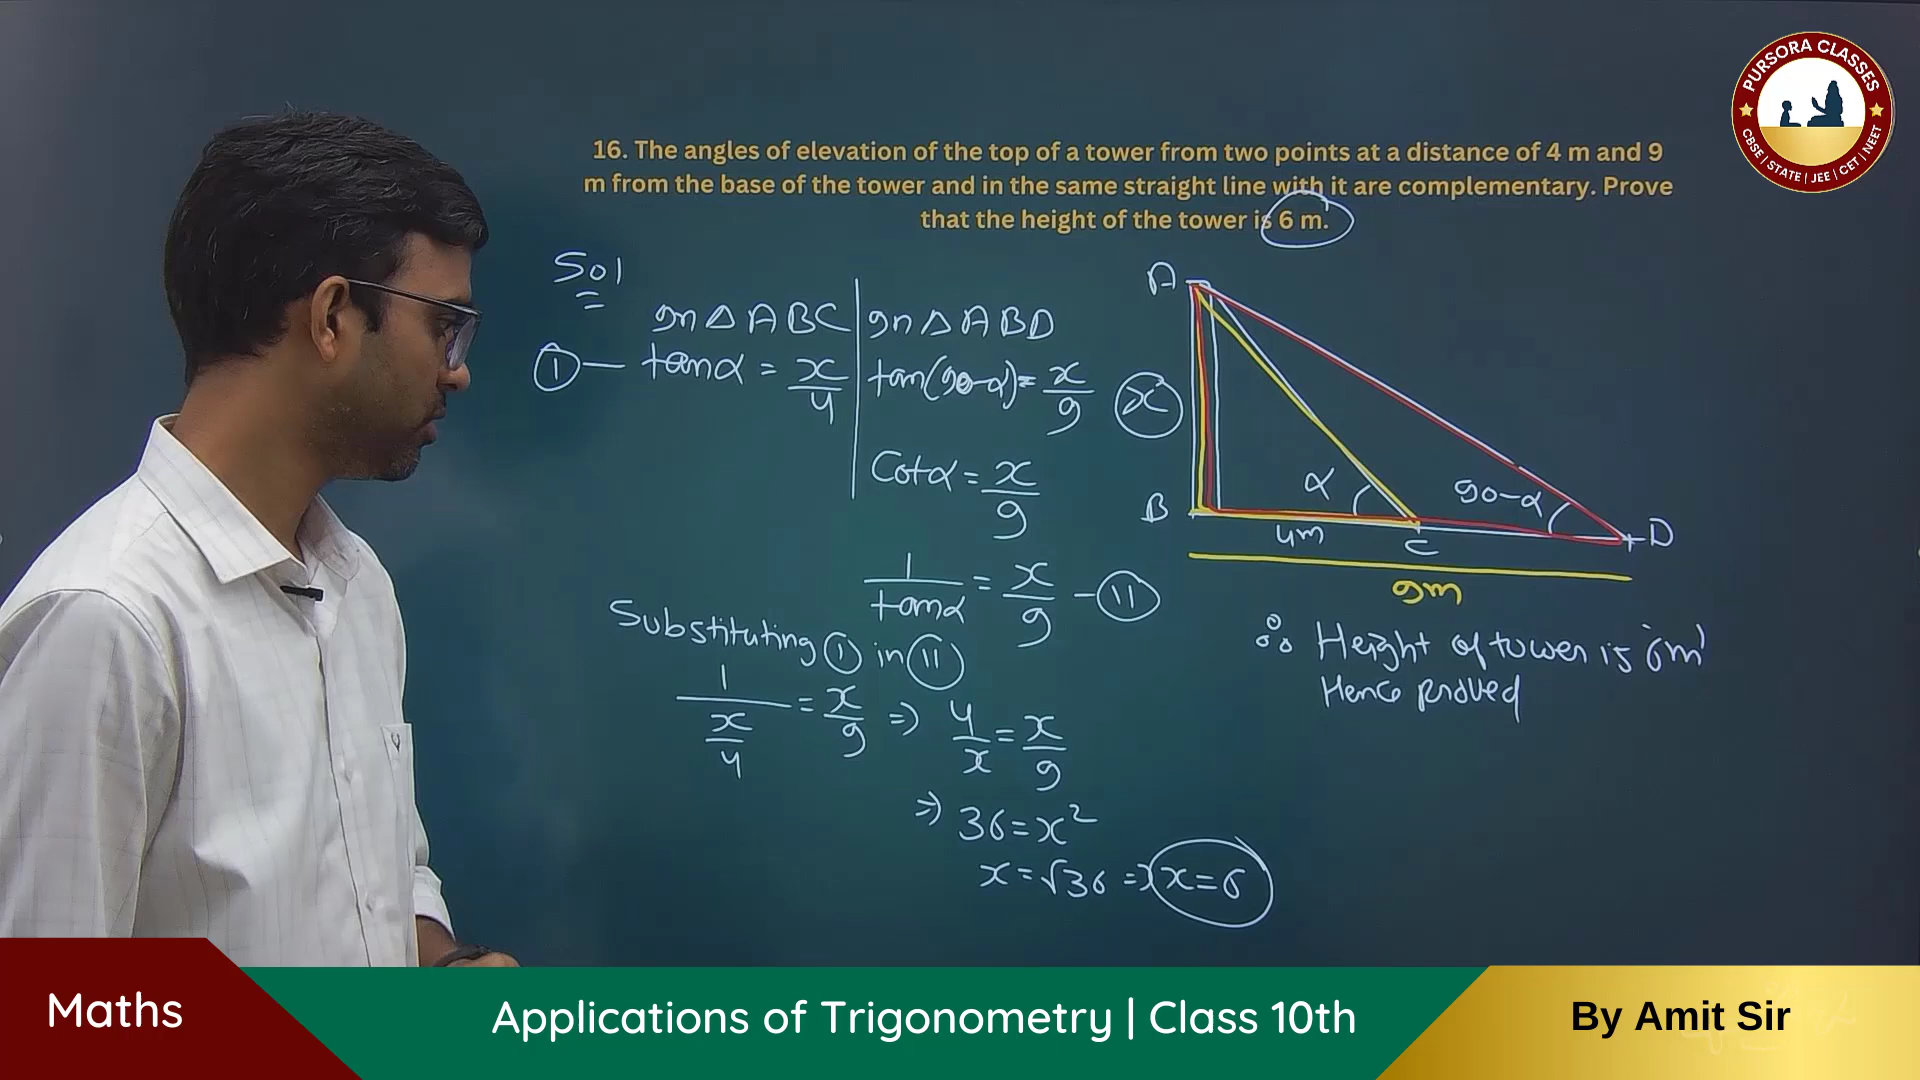 PURSORA CLASSES
CBSE | STATE | JEE | CET | NEET
16. The angles of elevation of the top of a tower from two points at a distance of 4 m and 9
m from the base of the tower and in the same straight line with it are complementary. Prove
that the height of the tower is 6 m.
Sol
In △ ABC
① — tanα = x/4
In △ ABD
tan(90-α) = x/9
Cotα = x/9
1/tanα = x/9 - ⑪
Substituting ① in ⑪
1/(x/4) = x/9 ⇒ 4/x = x/9
⇒ 36 = x²
x = √36 ⇒ x = 6
A
x
B
α
90-α
4m
C
D
9m
∴ Height of tower is 6m
Hence proved
Maths
Applications of Trigonometry | Class 10th
By Amit Sir